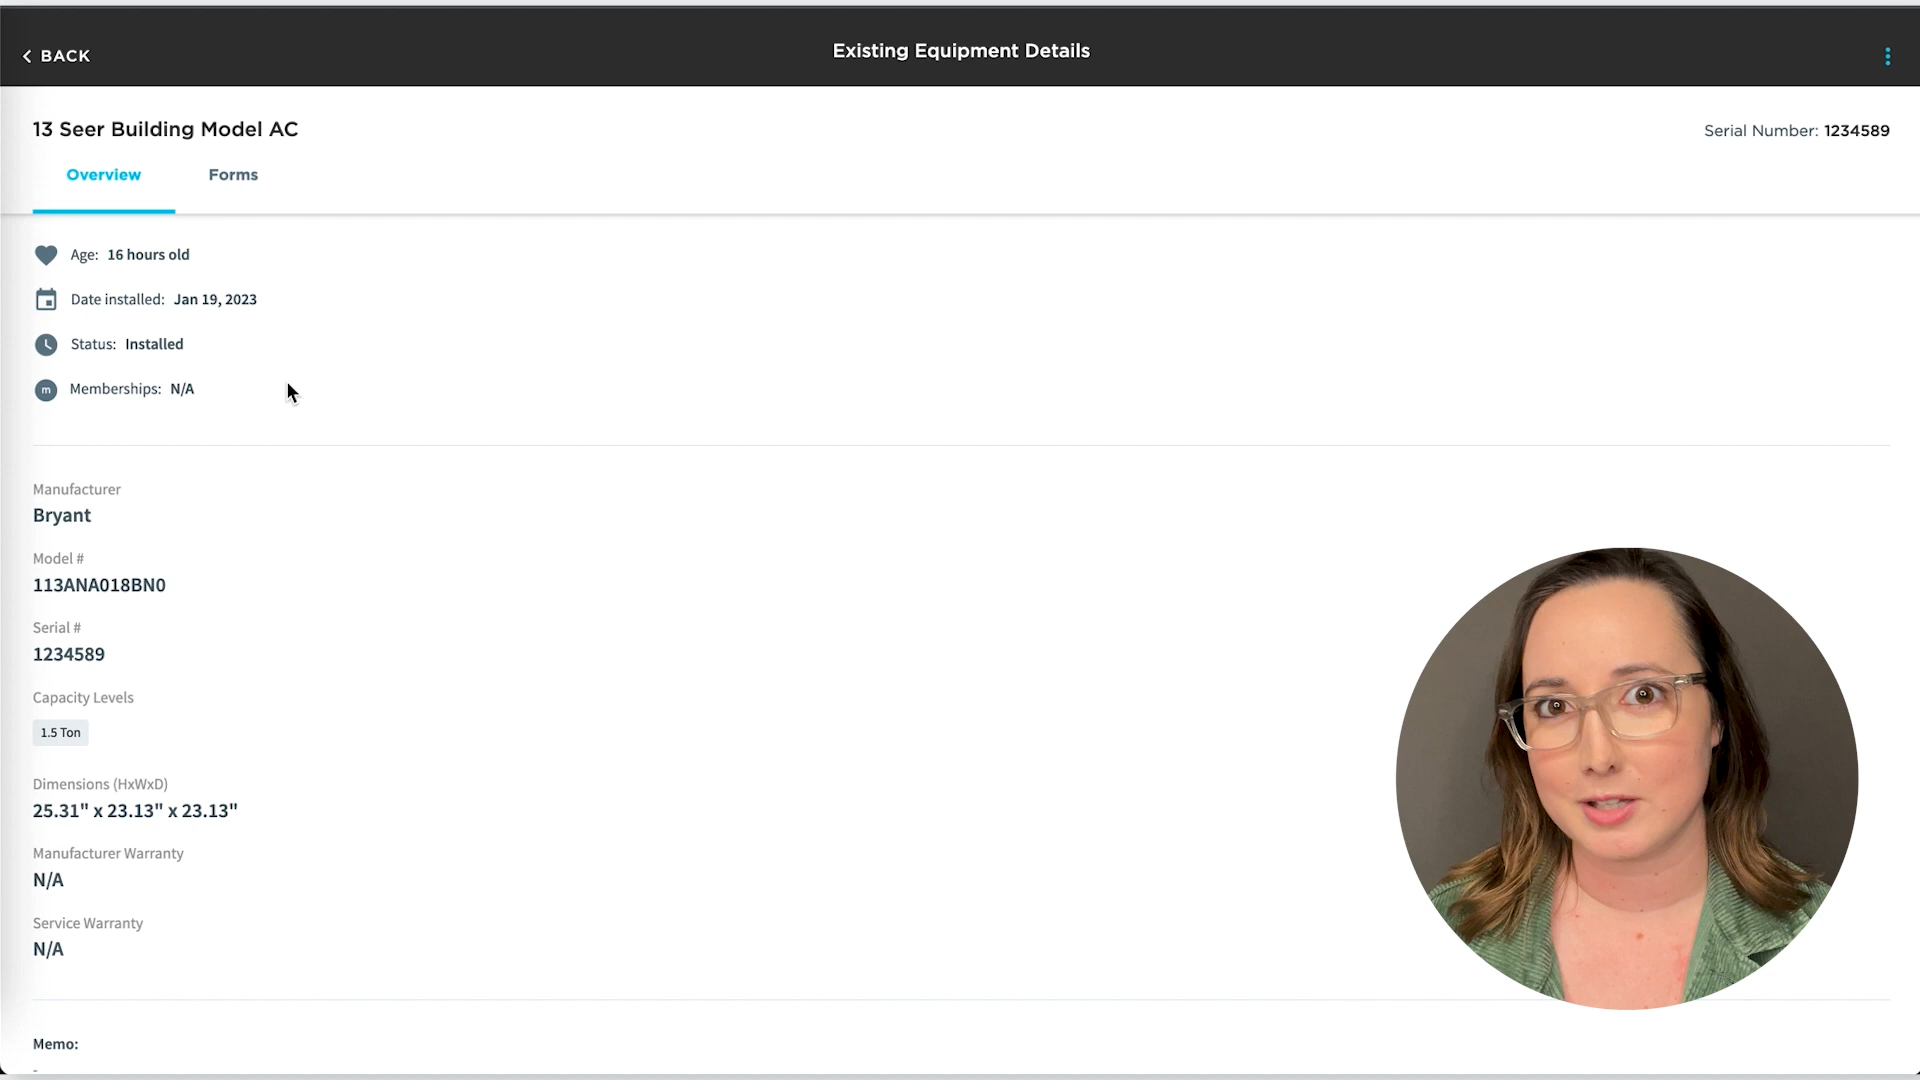 BACK
Existing Equipment Details
13 Seer Building Model AC
Serial Number: 1234589
Overview
Forms
Age: 16 hours old
Date installed: Jan 19, 2023
Status: Installed
m Memberships: N/A
Manufacturer
Bryant
Model #
113ANA018BN0
Serial #
1234589
Capacity Levels
1.5 Ton
Dimensions (HxWxD)
25.31" x 23.13" x 23.13"
Manufacturer Warranty
N/A
Service Warranty
N/A
Memo:
-